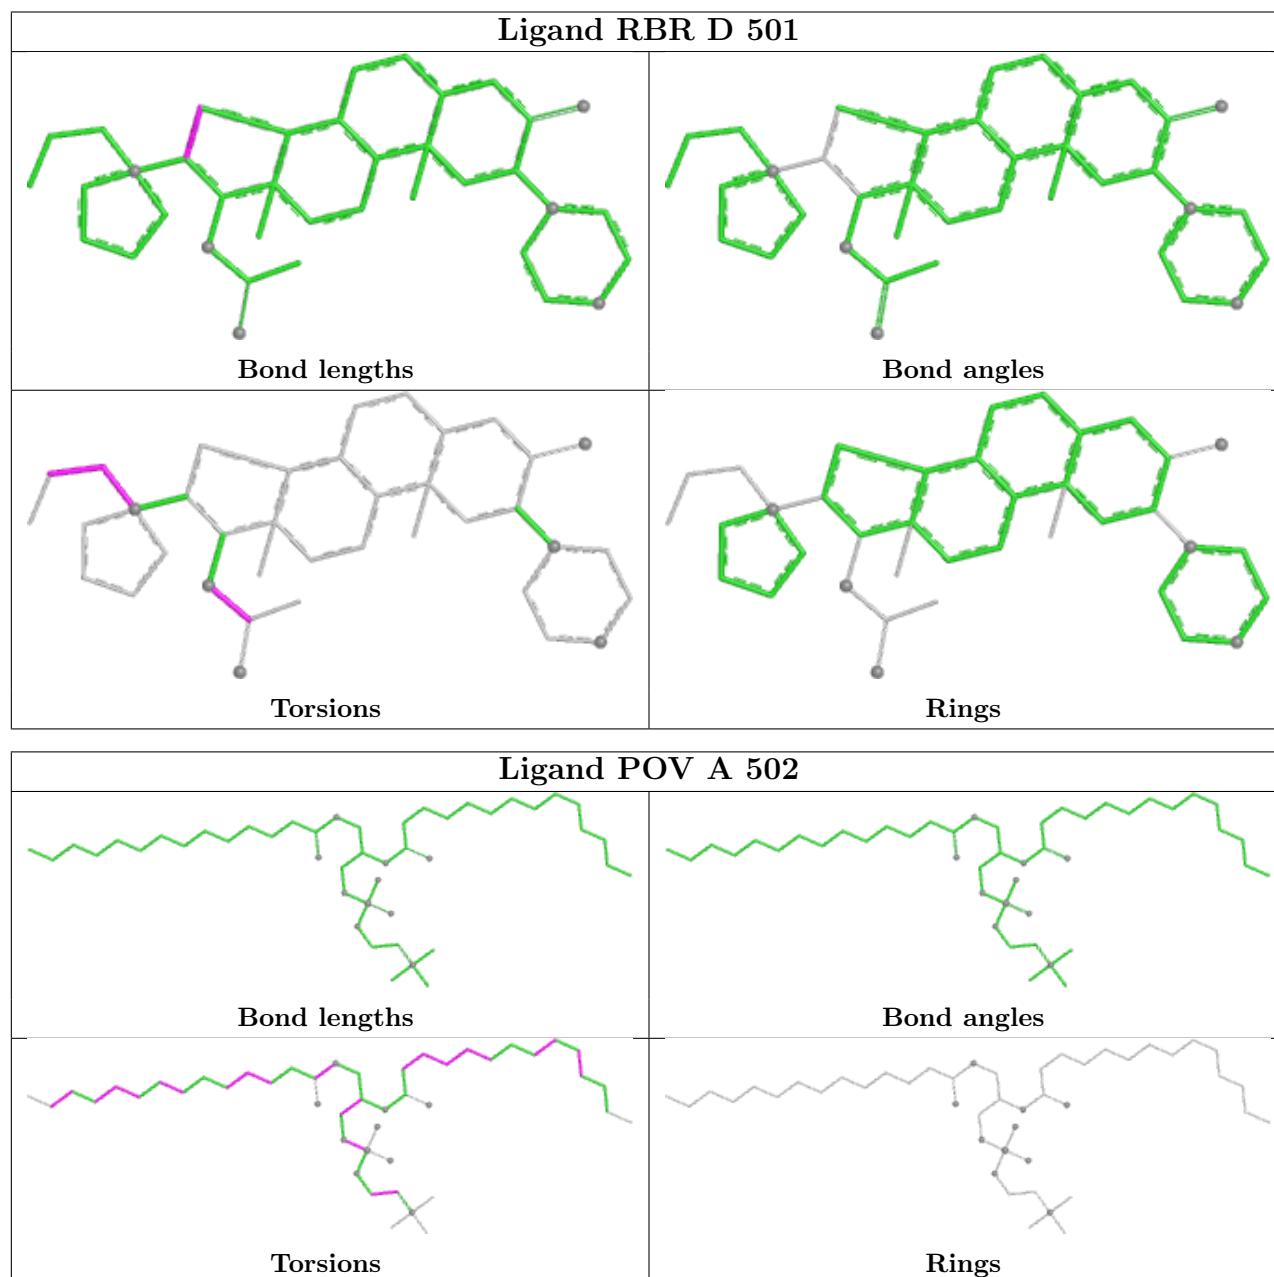 Ligand RBR D 501
Bond lengths
Bond angles
Torsions
Rings
Ligand POV A 502
Bond lengths
Bond angles
Torsions
Rings